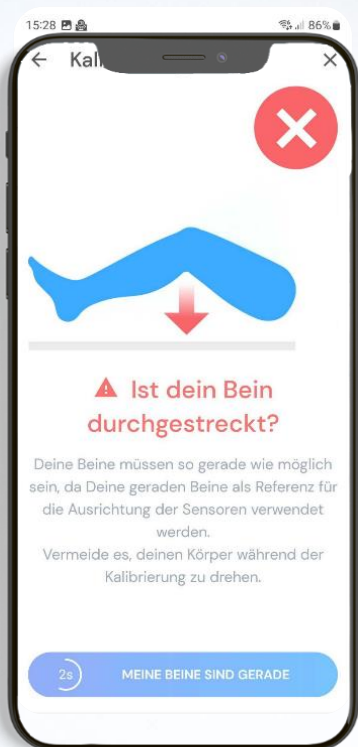 15:28
86%
Ist dein Bein
durchgestreckt?
Deine Beine müssen so gerade wie möglich
sein, da Deine geraden Beine als Referenz für
die Ausrichtung der Sensoren verwendet
werden.
Vermeide es, deinen Körper während der
Kalibrierung zu drehen.
2s
MEINE BEINE SIND GERADE